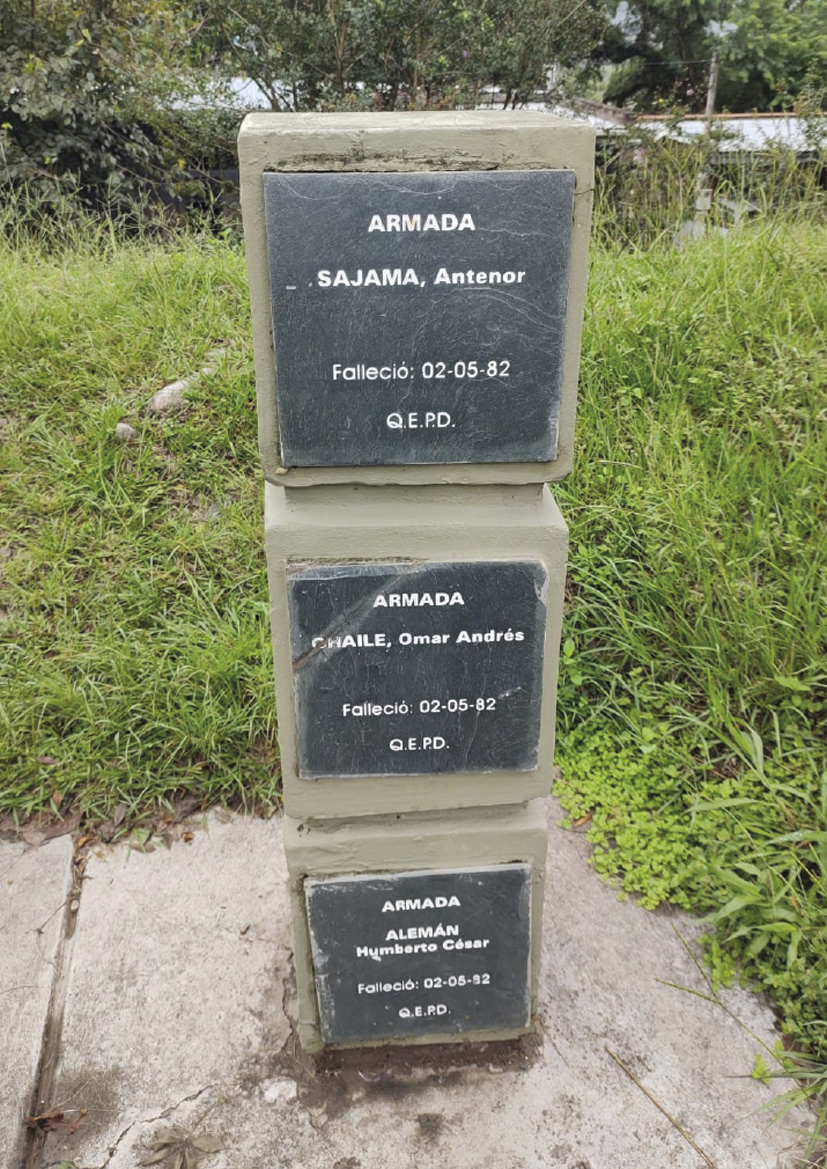 ARMADA
SAJAMA, Antenor
Falleció: 02-05-82
Q.E.P.D.
ARMADA
CHAILE, Omar Andrés
Falleció: 02-05-82
Q.E.P.D.
ARMADA
ALEMÁN
Humberto César
Falleció: 02-05-82
Q.E.P.D.